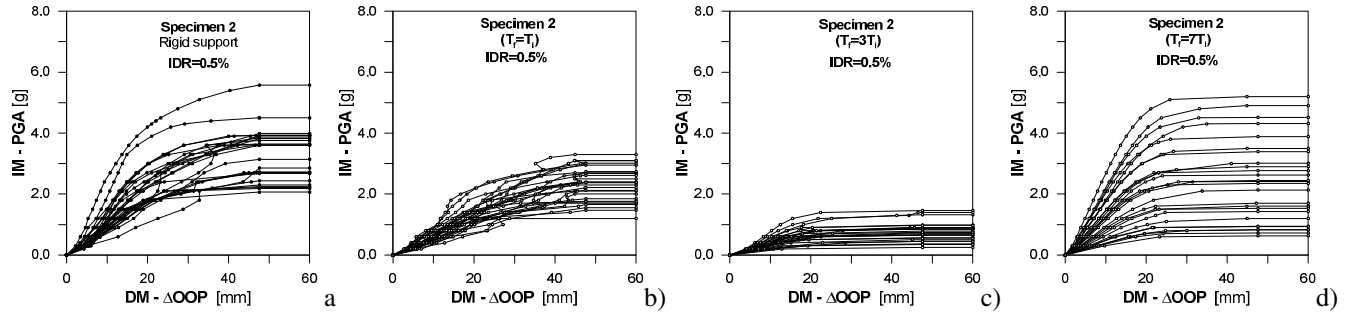 8.0
6.0
4.0
2.0
0.0
IM - PGA [g]
Specimen 2
Rigid support
IDR=0.5%
0
20
40
60
DM - ΔOOP [mm]
a
8.0
6.0
4.0
2.0
0.0
IM - PGA [g]
Specimen 2
(Tf=Ti)
IDR=0.5%
0
20
40
60
DM - ΔOOP [mm]
b)
8.0
6.0
4.0
2.0
0.0
IM - PGA [g]
Specimen 2
(Tf=3Ti)
IDR=0.5%
0
20
40
60
DM - ΔOOP [mm]
c)
8.0
6.0
4.0
2.0
0.0
IM - PGA [g]
Specimen 2
(Tf=7Ti)
IDR=0.5%
0
20
40
60
DM - ΔOOP [mm]
d)